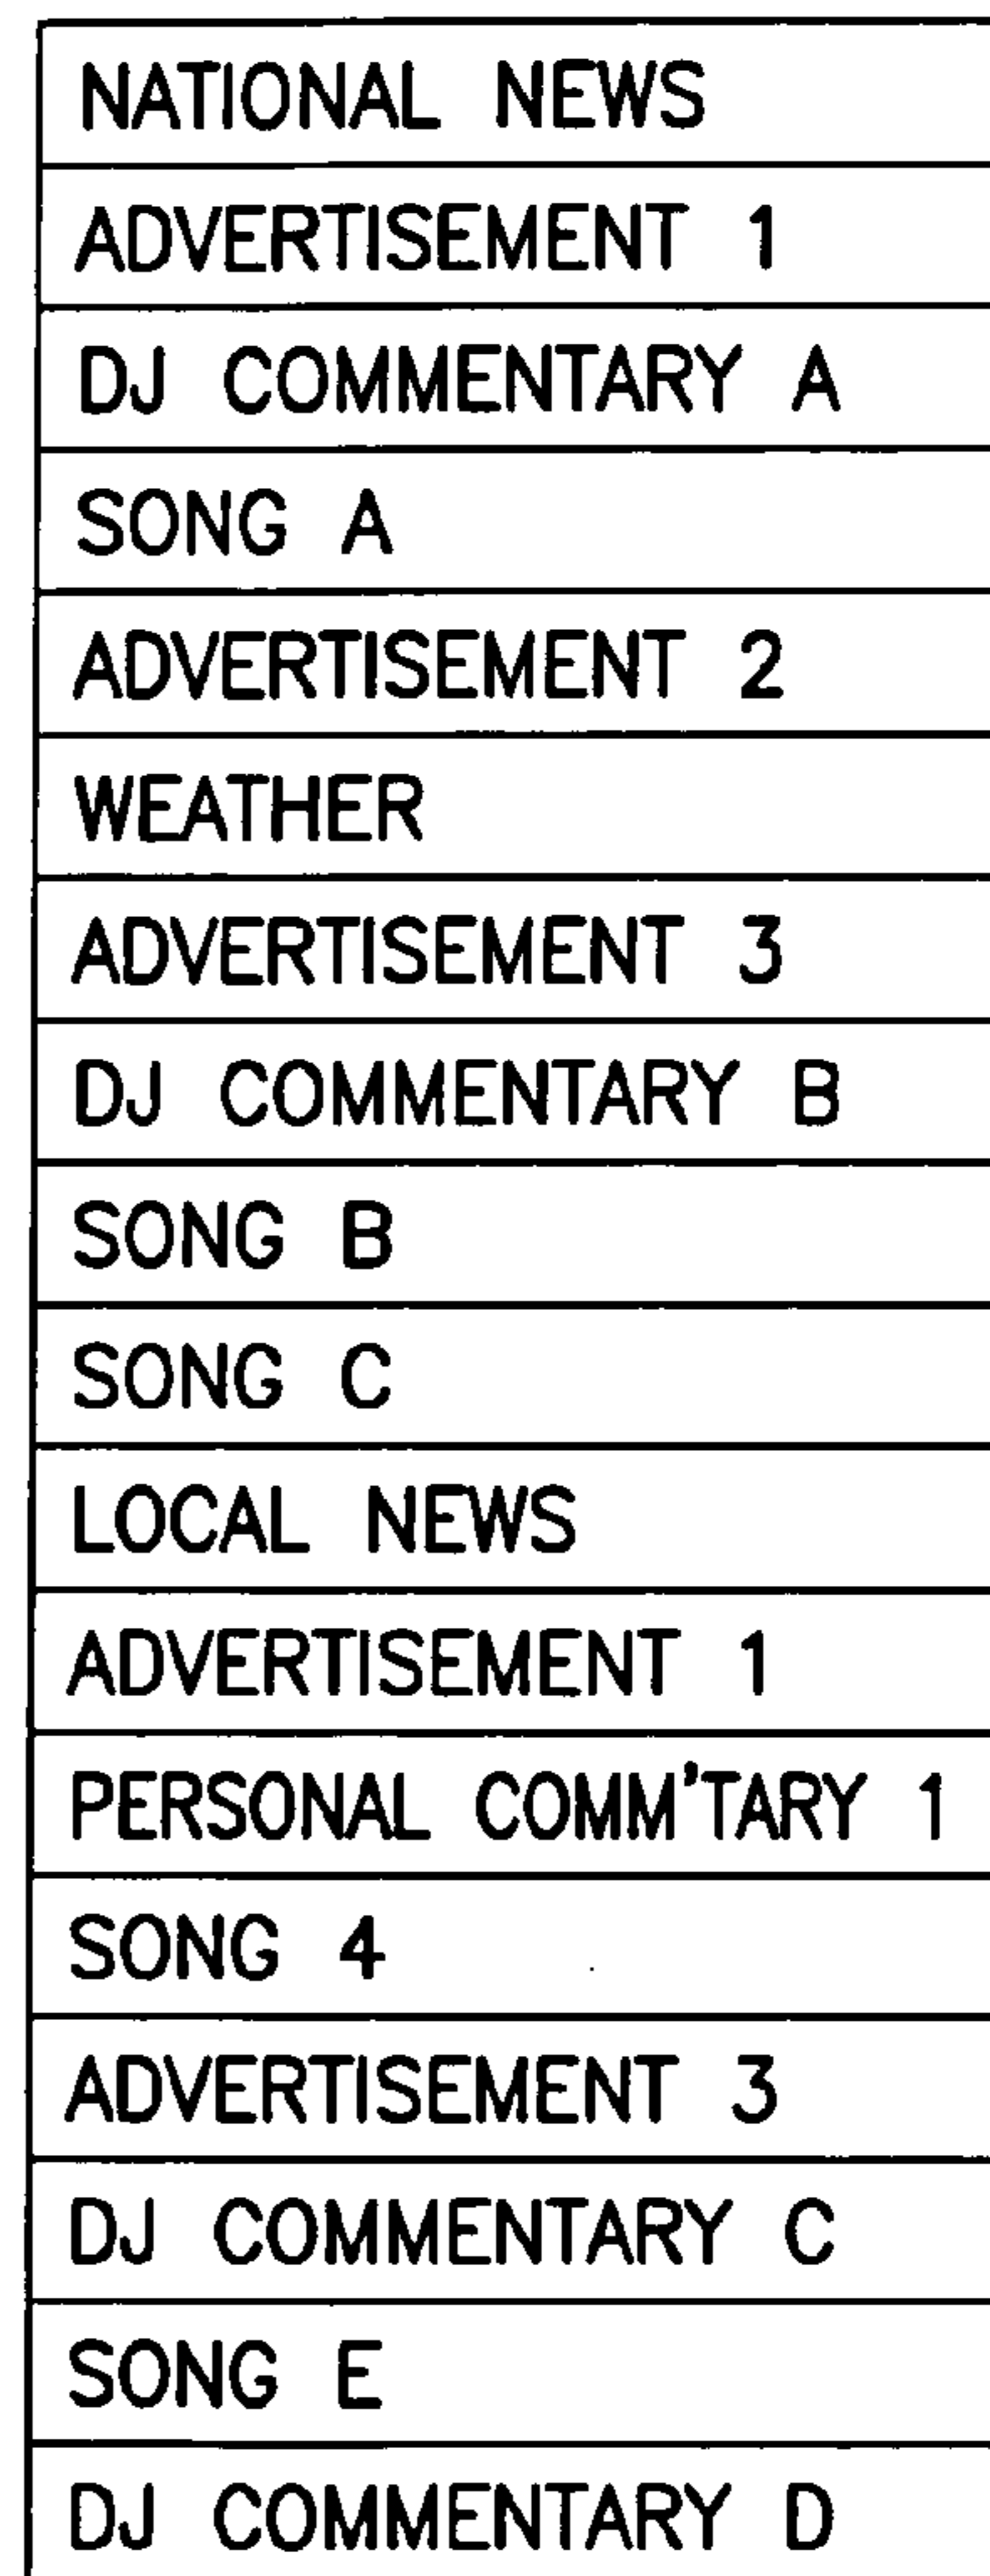 NATIONAL NEWS
ADVERTISEMENT 1
DJ COMMENTARY A
SONG A
ADVERTISEMENT 2
WEATHER
ADVERTISEMENT 3
DJ COMMENTARY B
SONG B
SONG C
LOCAL NEWS
ADVERTISEMENT 1
PERSONAL COMM'TARY 1
SONG 4
ADVERTISEMENT 3
DJ COMMENTARY C
SONG E
DJ COMMENTARY D